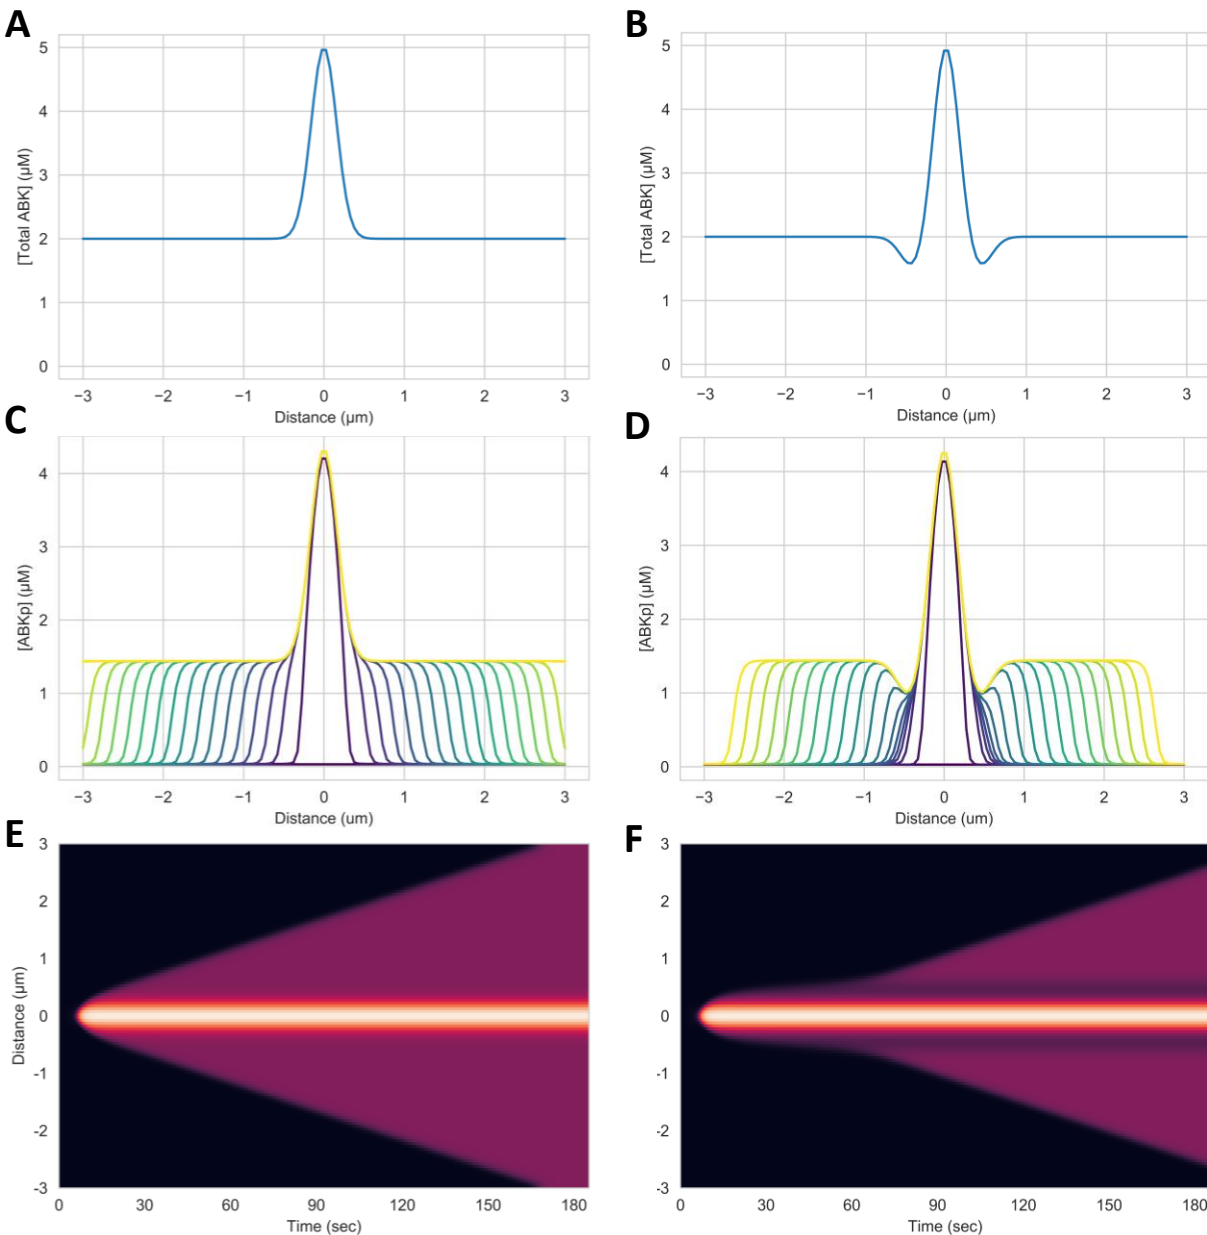 A
5
4
3
2
1
0
[Total ABK] (µM)
−3 −2 −1 0 1 2 3
Distance (µm)
B
5
4
3
2
1
0
[Total ABK] (µM)
−3 −2 −1 0 1 2 3
Distance (µm)
C
4
3
2
1
0
[ABKp] (µM)
−3 −2 −1 0 1 2 3
Distance (um)
D
4
3
2
1
0
[ABKp] (µM)
−3 −2 −1 0 1 2 3
Distance (µm)
E
3
2
1
0
-1
-2
-3
Distance (µm)
0 30 60 90 120 150 180
Time (sec)
F
3
2
1
0
-1
-2
-3
0 30 60 90 120 150 180
Time (sec)